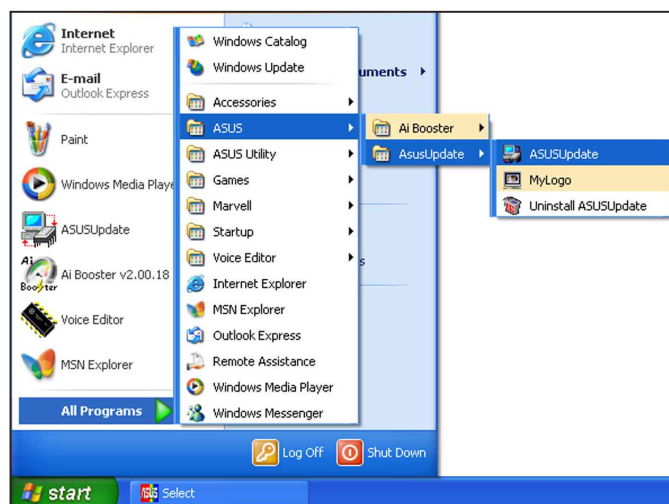 Internet
Internet Explorer
E-mail
Outlook Express
Paint
Windows Media Playe
ASUSUpdate
Ai Booster
Ai Booster v2.00.18
Voice Editor
MSN Explorer
All Programs
Windows Catalog
Windows Update
Accessories
ASUS
ASUS Utility
Games
Marvell
Startup
Voice Editor
Internet Explorer
MSN Explorer
Outlook Express
Remote Assistance
Windows Media Player
Windows Messenger
uments
s
Ai Booster
AsusUpdate
ASUSUpdate
MyLogo
Uninstall ASUSUpdate
Log Off
Shut Down
start
ASUS
Select